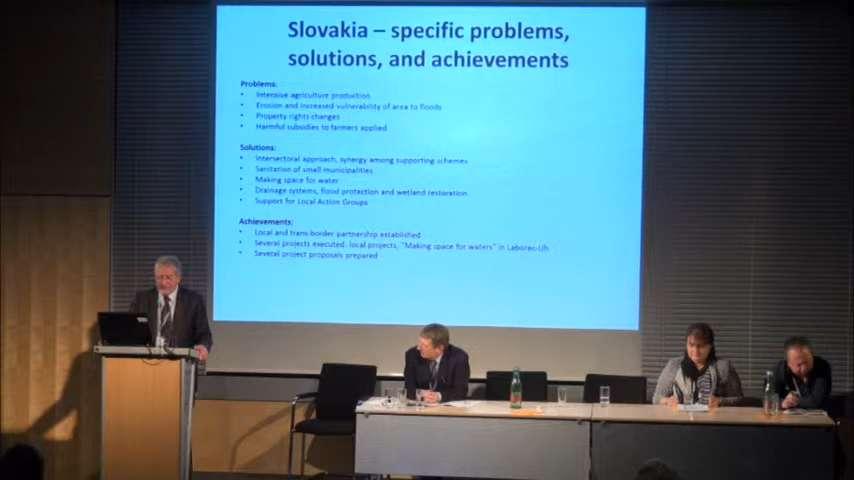 Slovakia – specific problems,
solutions, and achievements
Problems:
• Intensive agriculture production
• Erosion and increased vulnerability of area to floods
• Property rights changes
• Harmful subsidies to farmers applied
Solutions:
• Intersectoral approach, synergy among supporting schemes
• Sanitation of small municipalities
• Making space for water
• Drainage systems, flood protection and wetland restoration
• Support for Local Action Groups
Achievements:
• Local and trans-border partnership established
• Several projects executed: local projects, "Making space for waters" in Laborec-Uh
• Several project proposals prepared